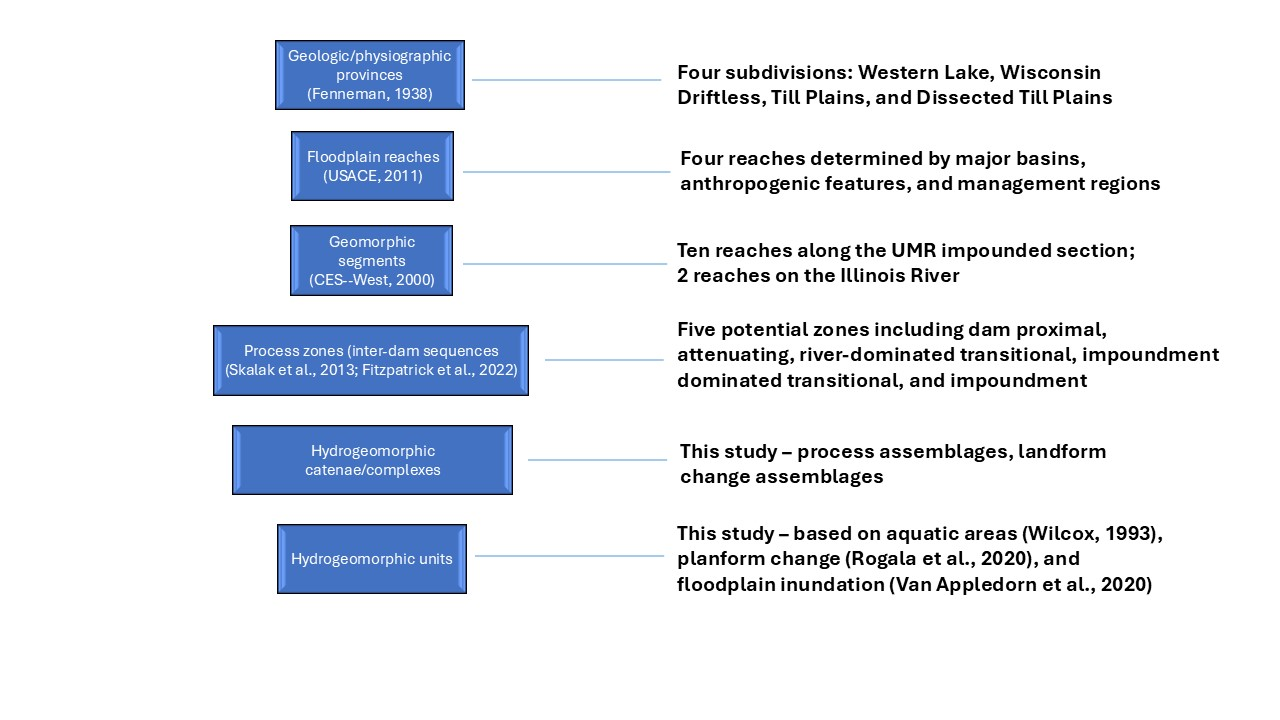 Geologic/physiographic
provinces
(Fenneman, 1938)
Four subdivisions: Western Lake, Wisconsin
Driftless, Till Plains, and Dissected Till Plains
Floodplain reaches
(USACE, 2011)
Four reaches determined by major basins,
anthropogenic features, and management regions
Geomorphic
segments
(CES--West, 2000)
Ten reaches along the UMR impounded section;
2 reaches on the Illinois River
Process zones (inter-dam sequences
(Skalak et al., 2013; Fitzpatrick et al., 2022)
Five potential zones including dam proximal,
attenuating, river-dominated transitional, impoundment
dominated transitional, and impoundment
Hydrogeomorphic
catenae/complexes
This study – process assemblages, landform
change assemblages
Hydrogeomorphic units
This study – based on aquatic areas (Wilcox, 1993),
planform change (Rogala et al., 2020), and
floodplain inundation (Van Appledorn et al., 2020)